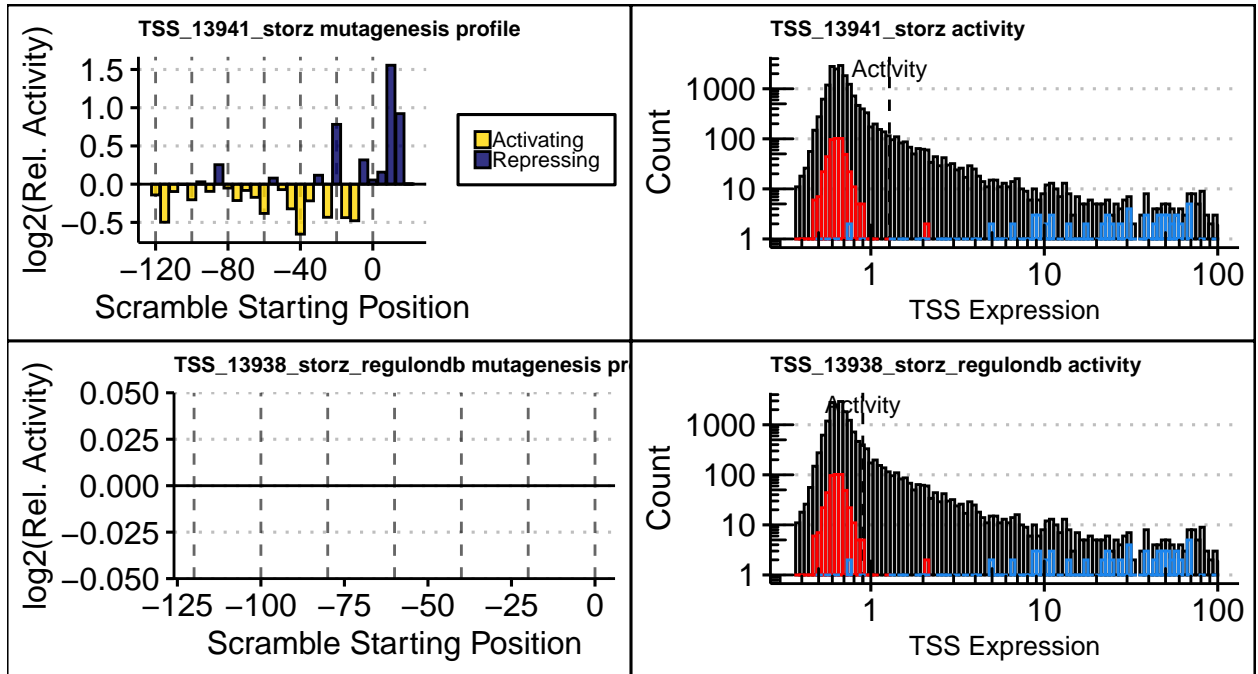 TSS_13941_storz mutagenesis profile
log2(Rel. Activity)
1.5
1.0
0.5
0.0
−0.5
−120 −80 −40 0
Scramble Starting Position
Activating
Repressing
TSS_13941_storz activity
Activity
Count
1000
100
10
1
1 10 100
TSS Expression
TSS_13938_storz_regulondb mutagenesis pr
log2(Rel. Activity)
0.050
0.025
0.000
−0.025
−0.050
−125 −100 −75 −50 −25 0
Scramble Starting Position
TSS_13938_storz_regulondb activity
Activity
Count
1000
100
10
1
1 10 100
TSS Expression